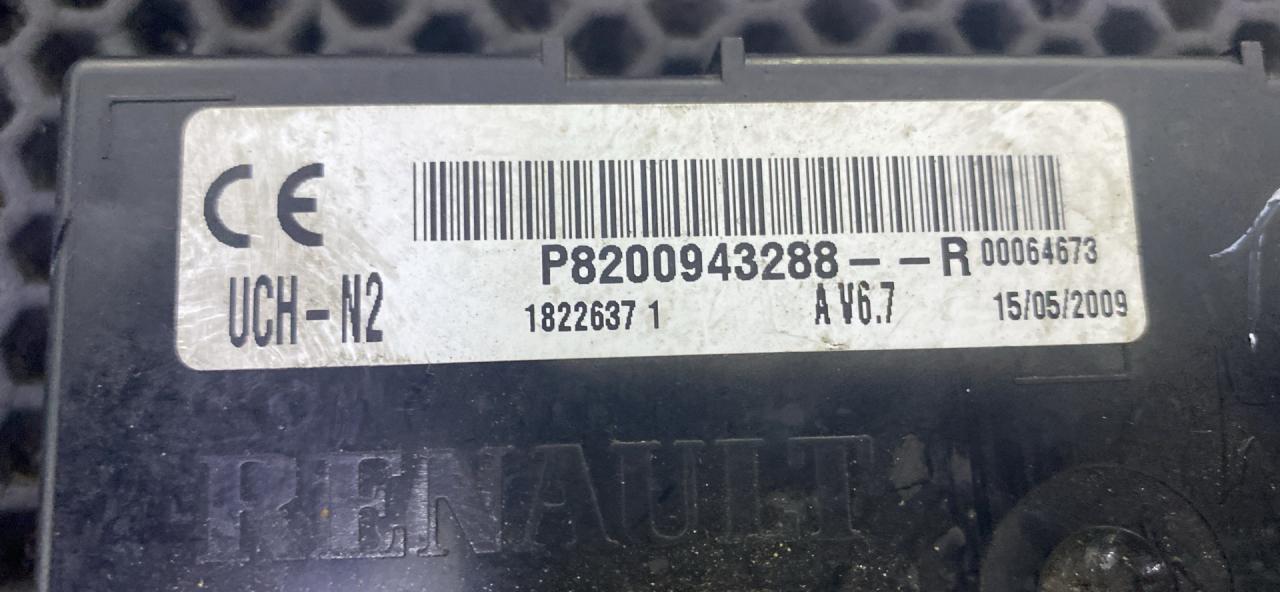 CE
P8200943288--R 00064673
UCH-N2 1822637 1 A V6.7 15/05/2009
RENAULT